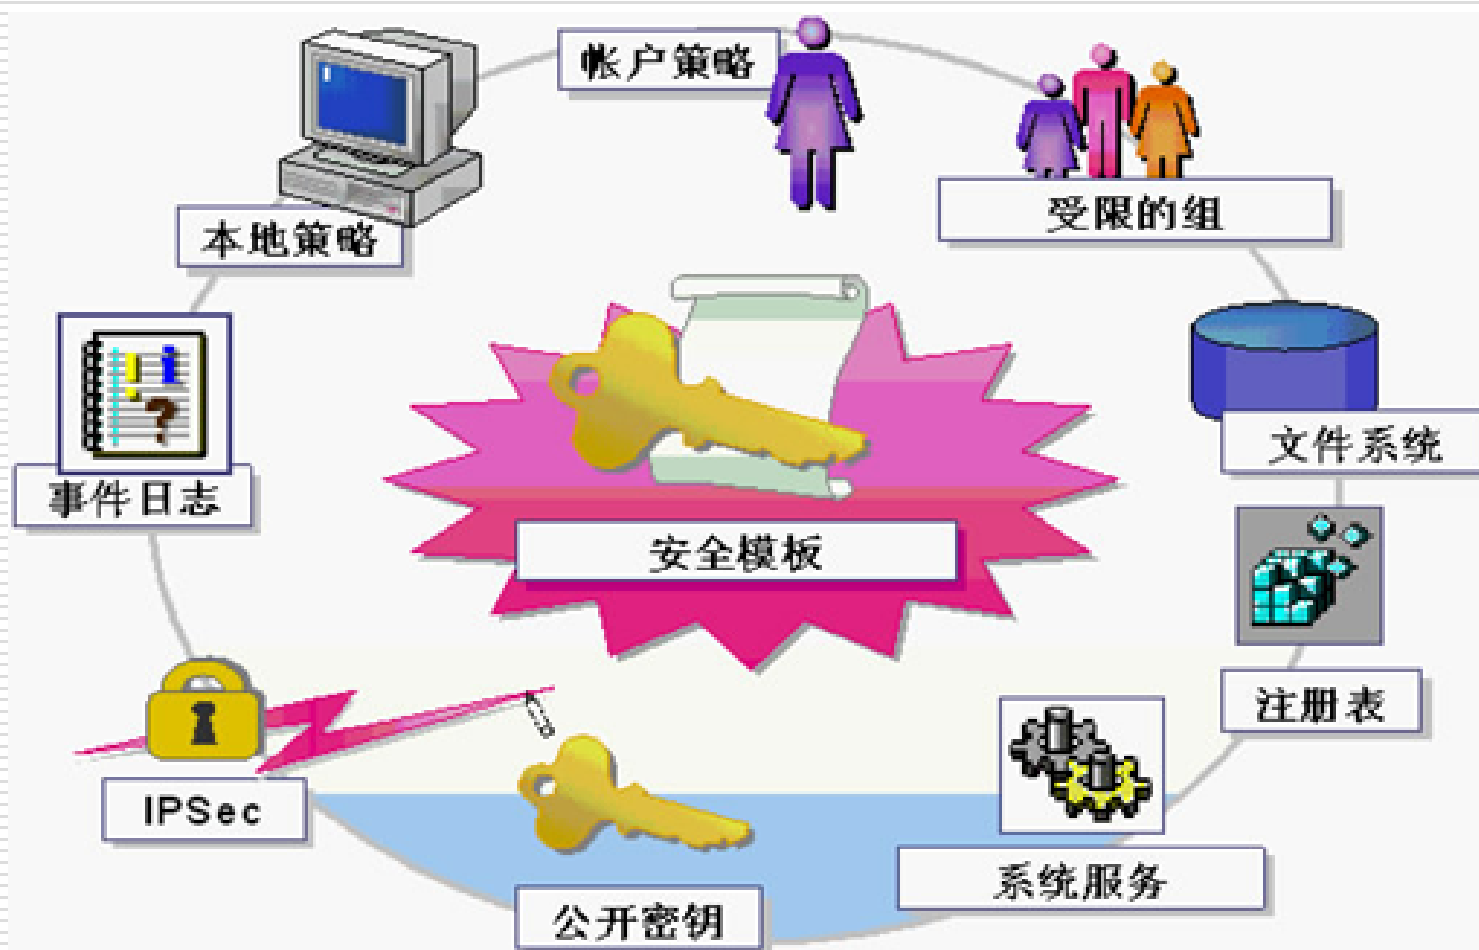 帐户策略
受限的组
本地策略
文件系统
事件日志
安全模板
注册表
IPSec
系统服务
公开密钥